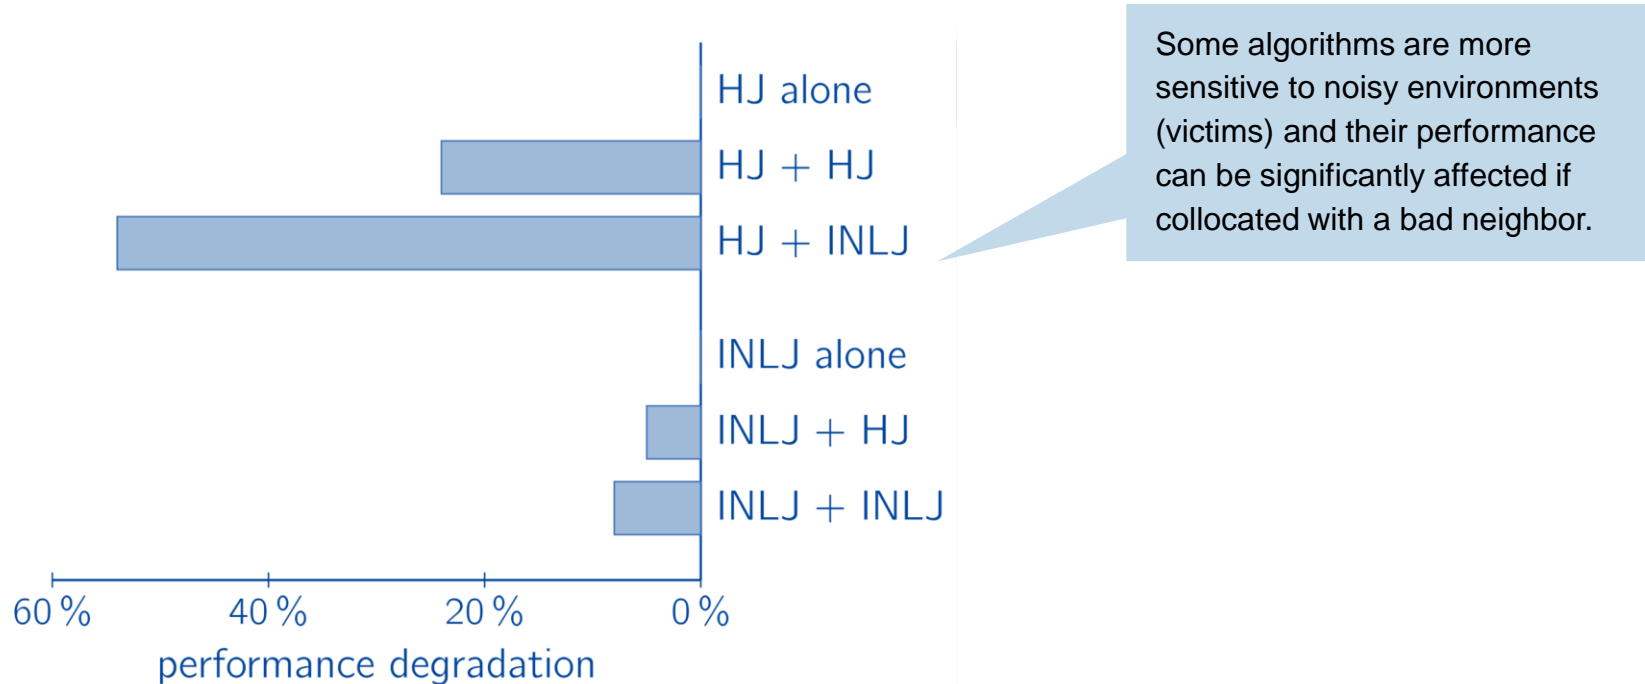 HJ alone
HJ + HJ
HJ + INLJ
INLJ alone
INLJ + HJ
INLJ + INLJ
60 %
40 %
20 %
0 %
performance degradation
Some algorithms are more
sensitive to noisy environments
(victims) and their performance
can be significantly affected if
collocated with a bad neighbor.